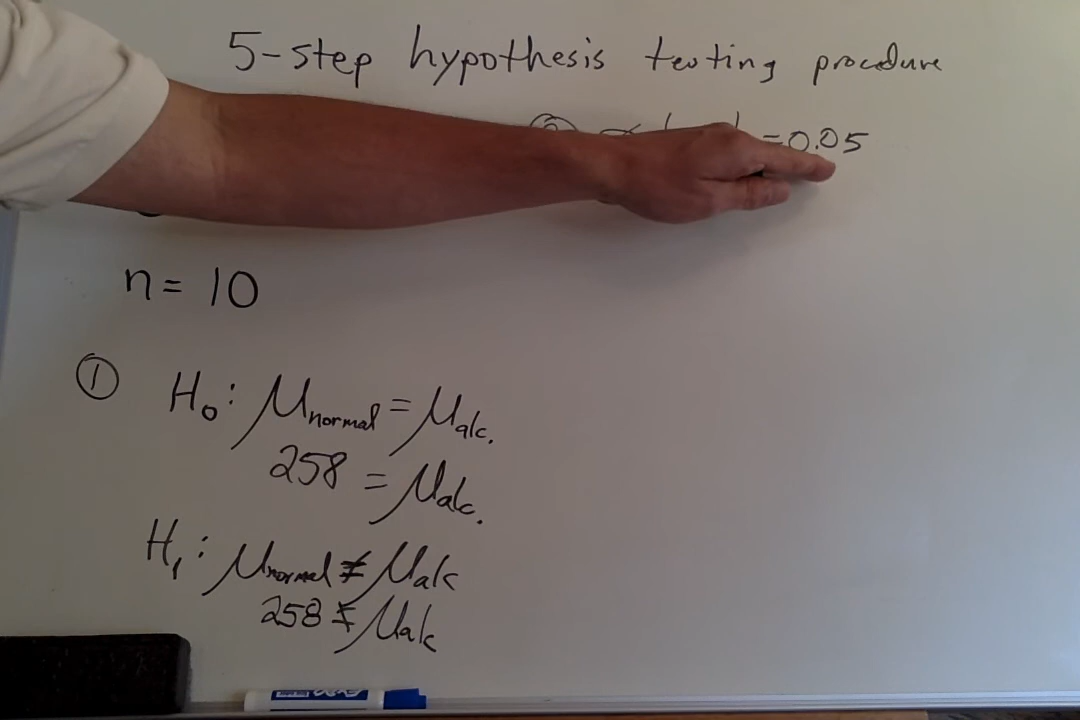 5-step hypothesis testing procedure
② α =0.05
n = 10
① H₀: μnormal = μalc.
258 = μalc.
H₁: μnormal ≠ μalc
258 ≠ μalc